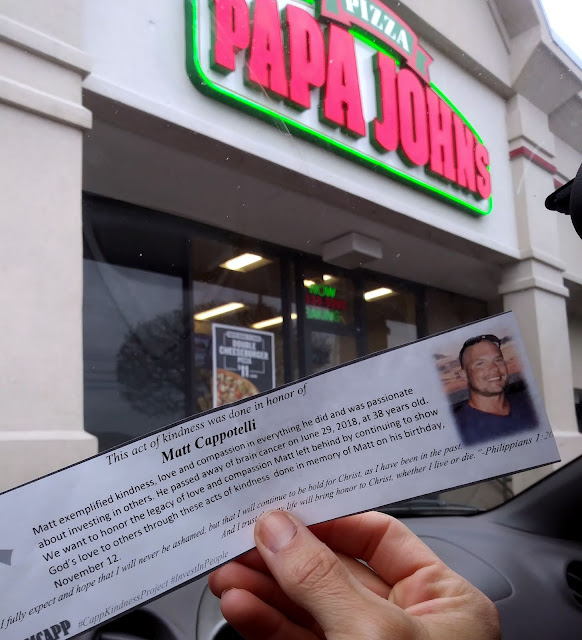 PIZZA
PAPA JOHNS
NOW
DOUBLE
CHEESEBURGER
PIZZA
$11
This act of kindness was done in honor of
Matt Cappotelli
Matt exemplified kindness, love and compassion in everything he did and was passionate
about investing in others. He passed away of brain cancer on June 29, 2018, at 38 years old.
We want to honor the legacy of love and compassion Matt left behind by continuing to show
God's love to others through these acts of kindness done in memory of Matt on his birthday,
November 12.
I fully expect and hope that I will never be ashamed, but that I will continue to be bold for Christ, as I have been in the past.
And I trust my life will bring honor to Christ, whether I live or die." -Philippians 1:20
CAPP #CappKindnessProject #InvestInPeople